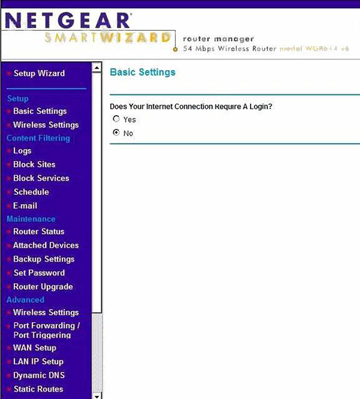 NETGEAR
SMARTWIZARD router manager
54 Mbps Wireless Router model WGR614 v6
Setup Wizard
Setup
Basic Settings
Wireless Settings
Content Filtering
Logs
Block Sites
Block Services
Schedule
E-mail
Maintenance
Router Status
Attached Devices
Backup Settings
Set Password
Router Upgrade
Advanced
Wireless Settings
Port Forwarding /
Port Triggering
WAN Setup
LAN IP Setup
Dynamic DNS
Static Routes
Basic Settings
Does Your Internet Connection Require A Login?
Yes
No